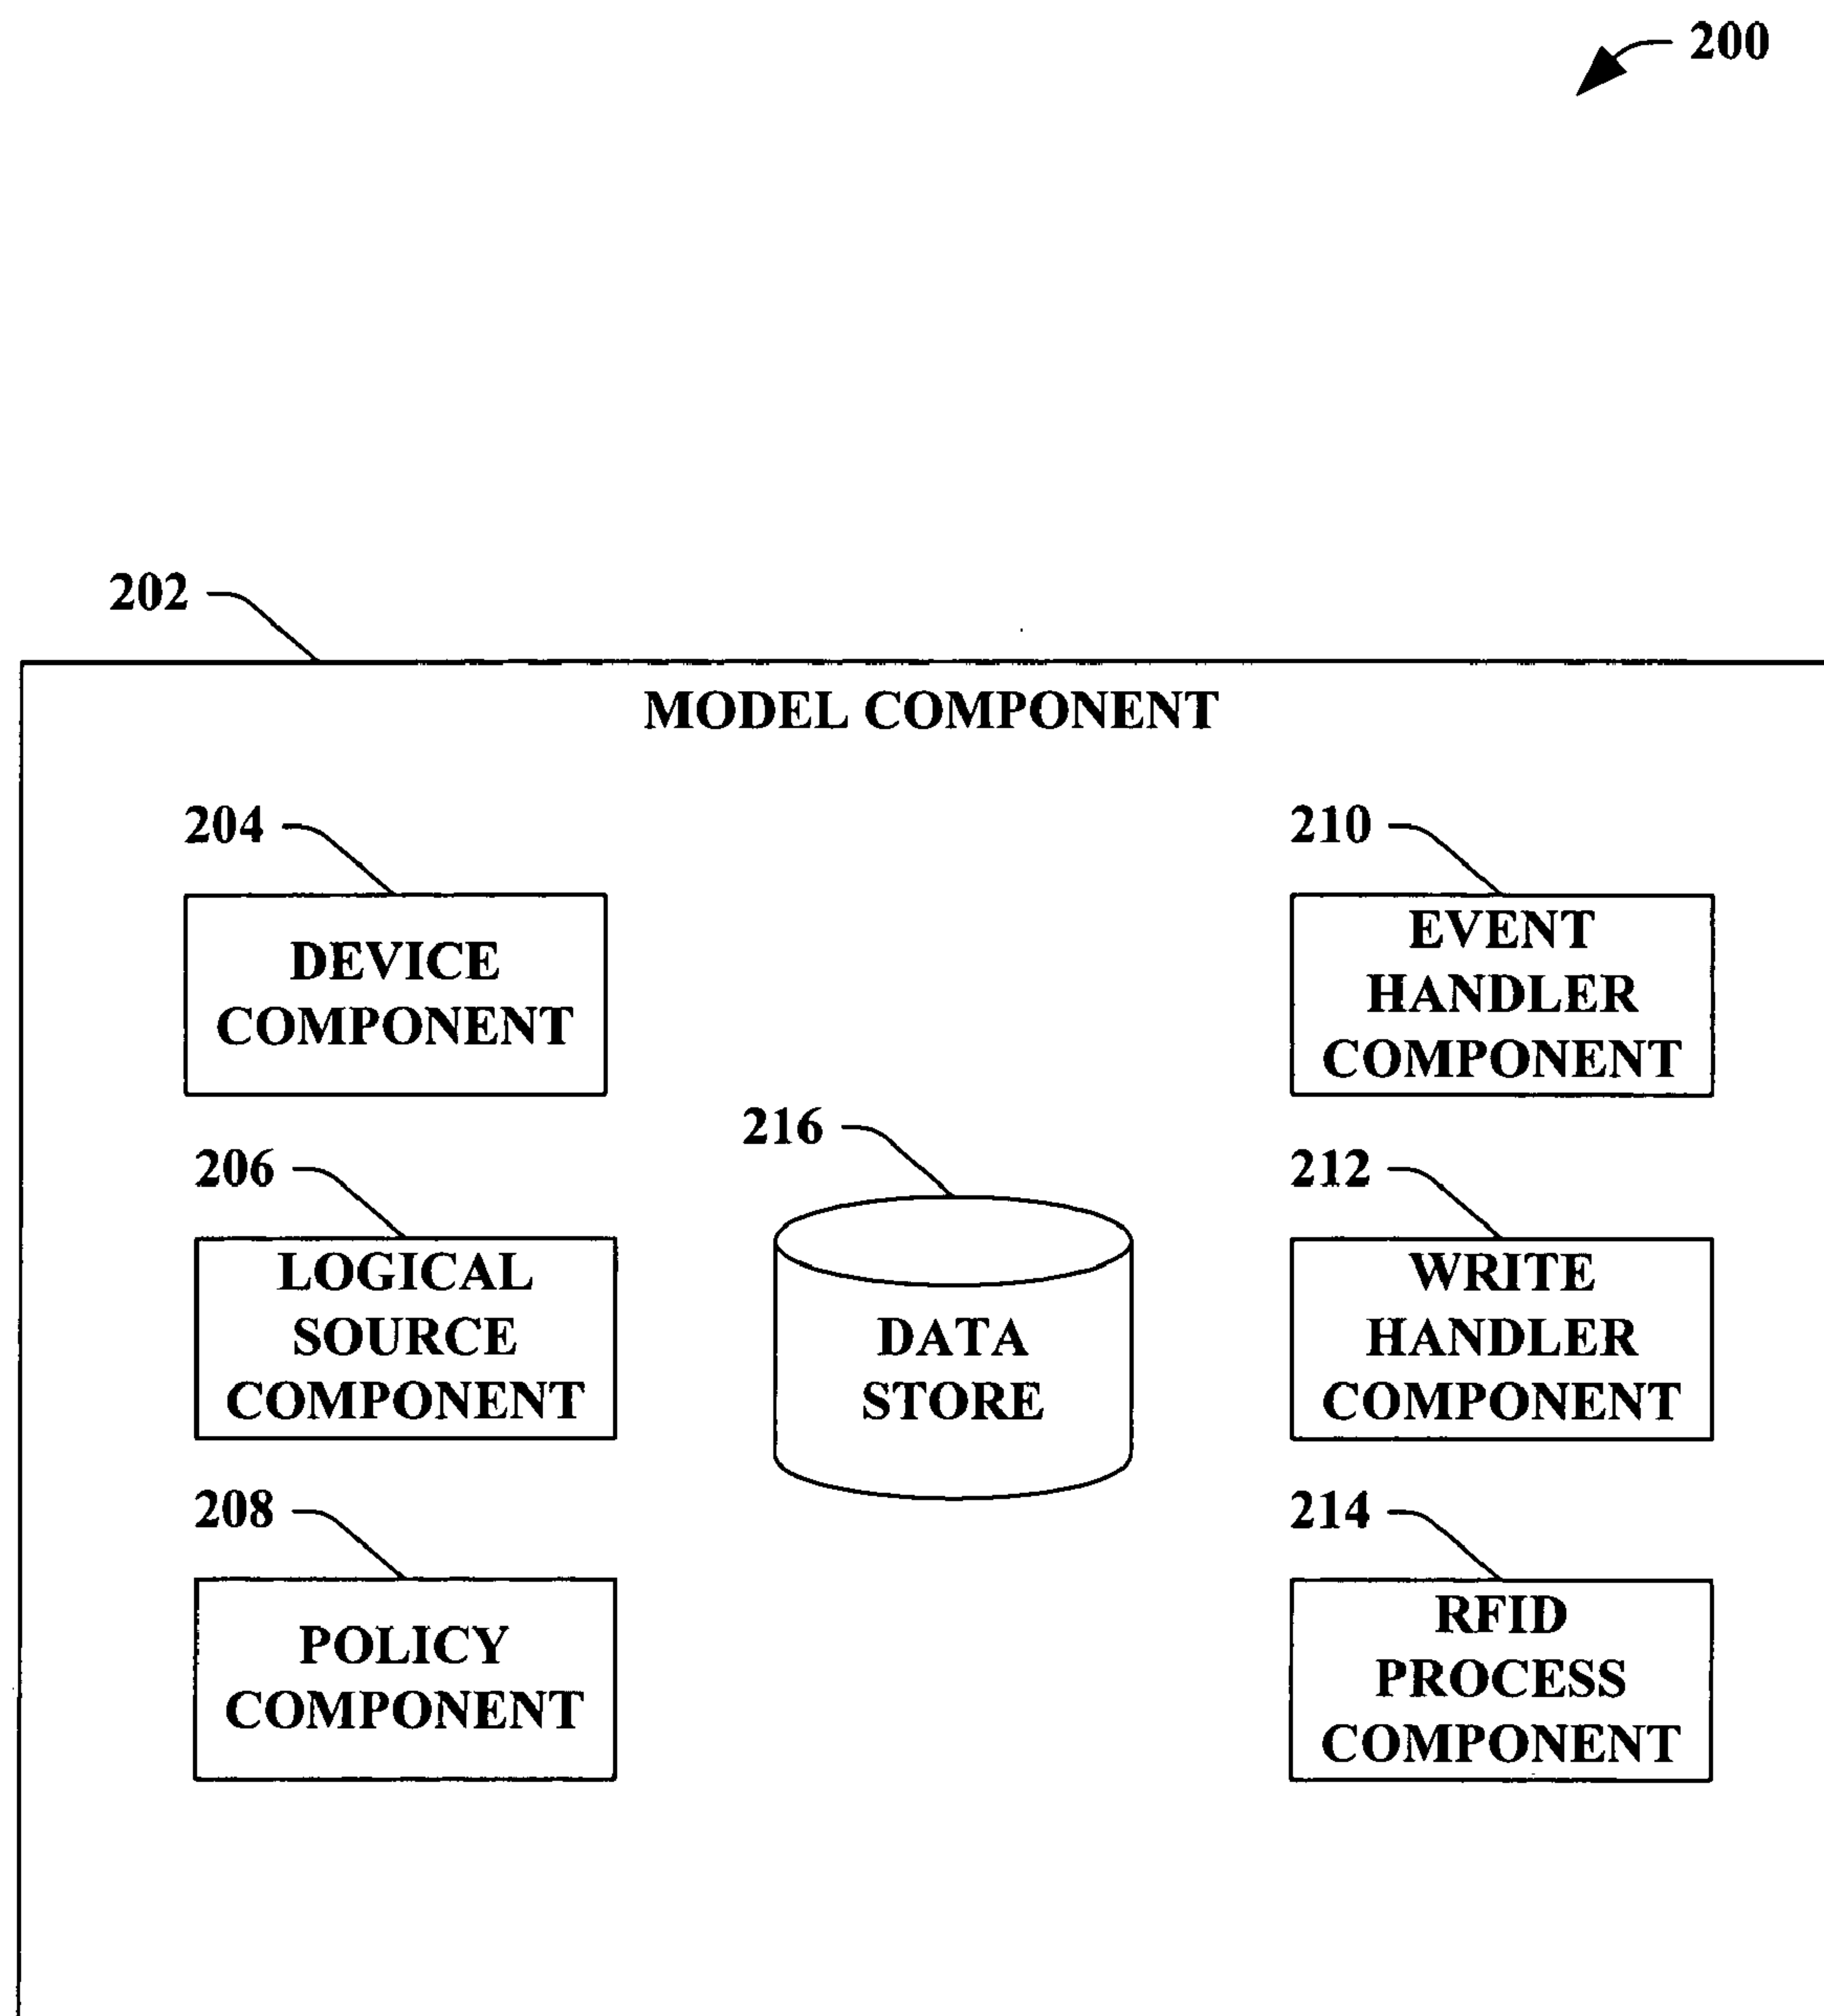 200
202
MODEL COMPONENT
204
DEVICE
COMPONENT
206
LOGICAL
SOURCE
COMPONENT
208
POLICY
COMPONENT
216
DATA
STORE
210
EVENT
HANDLER
COMPONENT
212
WRITE
HANDLER
COMPONENT
214
RFID
PROCESS
COMPONENT